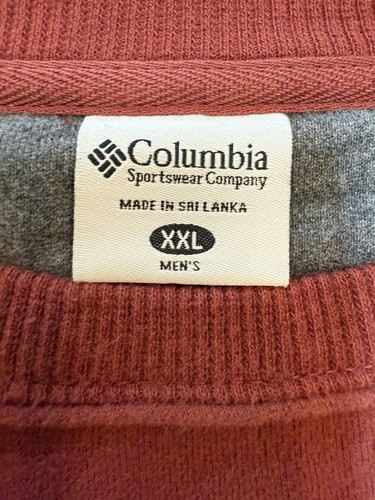 Columbia
Sportswear Company
MADE IN SRI LANKA
XXL
MEN'S